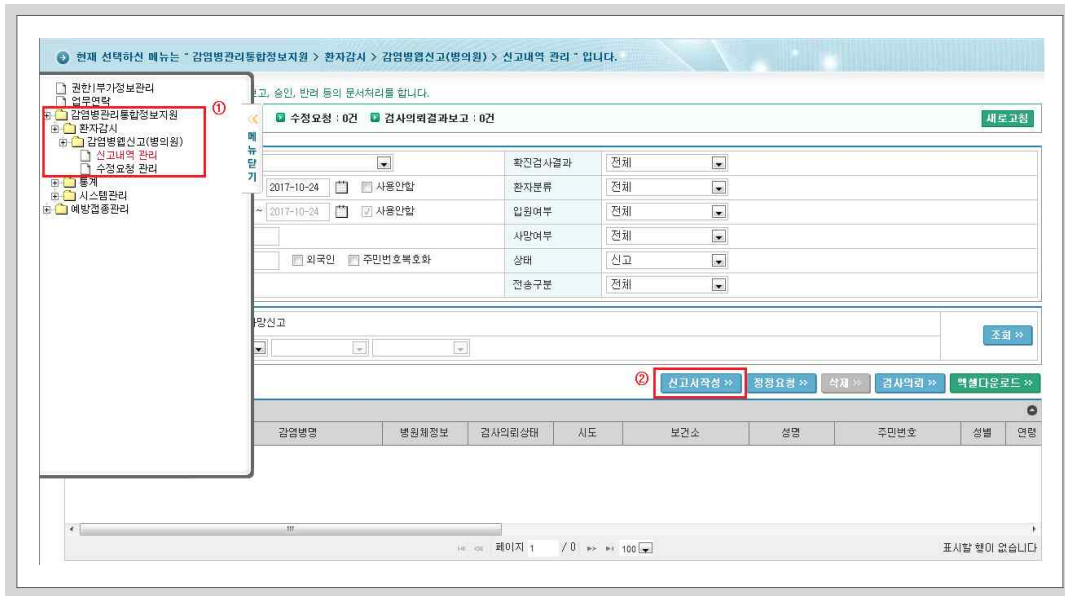 현재 선택하신 메뉴는 " 감염병관리통합정보지원 > 환자감시 > 감염병웹신고(병의원) > 신고내역 관리 " 입니다.
권한|부가정보관리
업무연락
감염병관리통합정보지원
환자감시
감염병웹신고(병의원)
신고내역 관리
수정요청 관리
통계
시스템관리
예방접종관리
①
메뉴닫기
고, 승인, 반려 등의 문서처리를 합니다.
수정요청 : 0건 검사의뢰결과보고 : 0건 새로고침
확진검사결과 전체
2017-10-24 사용안함 환자분류 전체
~ 2017-10-24 사용안함 입원여부 전체
사망여부 전체
외국인 주민번호복호화 상태 신고
전송구분 전체
망신고
조회 »
② 신고서작성 » 정정요청 » 삭제 » 검사의뢰 » 엑셀다운로드 »
감염병명 병원체정보 검사의뢰상태 시도 보건소 성명 주민번호 성별 연령
페이지 1 / 0 100 표시할 행이 없습니다